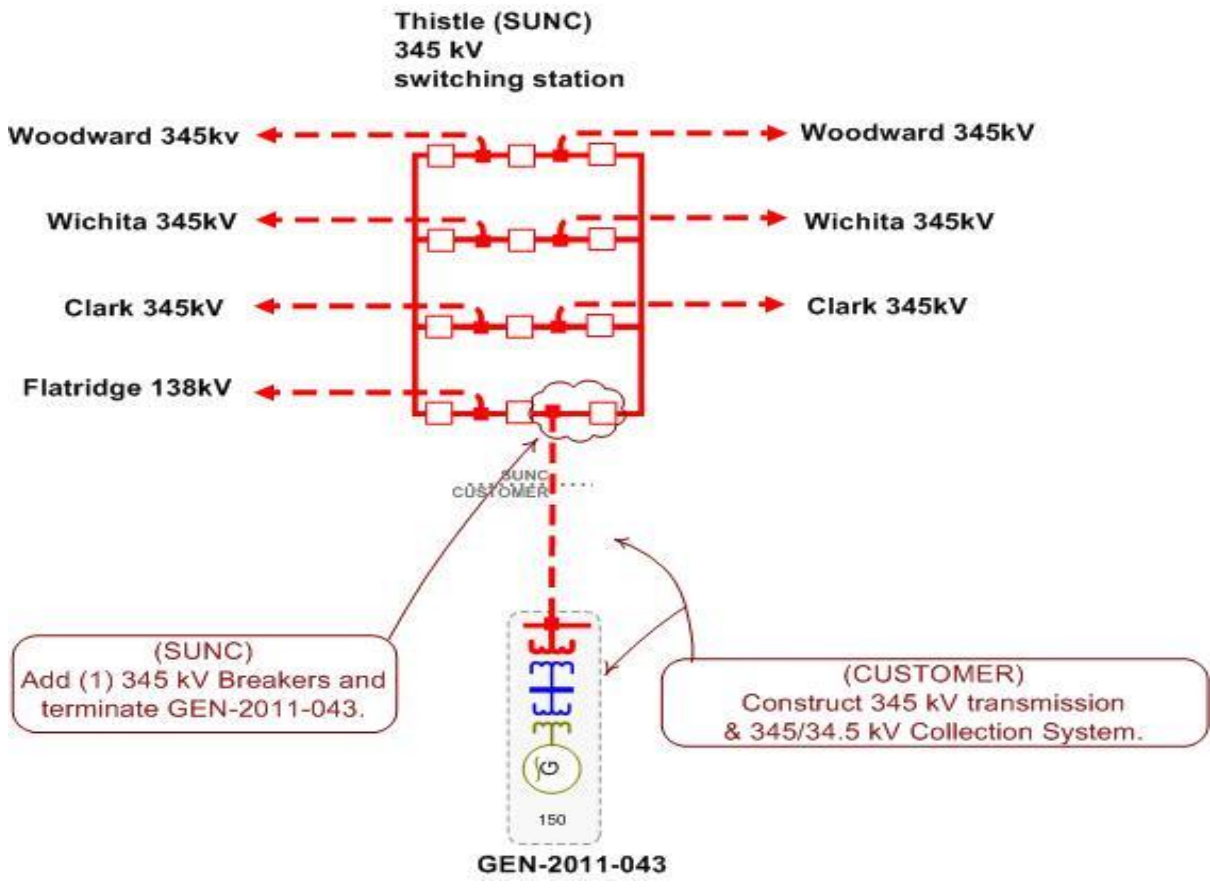 Thistle (SUNC)
345 kV
switching station
Woodward 345kv
Woodward 345kV
Wichita 345kV
Wichita 345kV
Clark 345kV
Clark 345kV
Flatridge 138kV
SUNC
CUSTOMER
(SUNC)
Add (1) 345 kV Breakers and
terminate GEN-2011-043.
(CUSTOMER)
Construct 345 kV transmission
& 345/34.5 kV Collection System.
G
150
GEN-2011-043